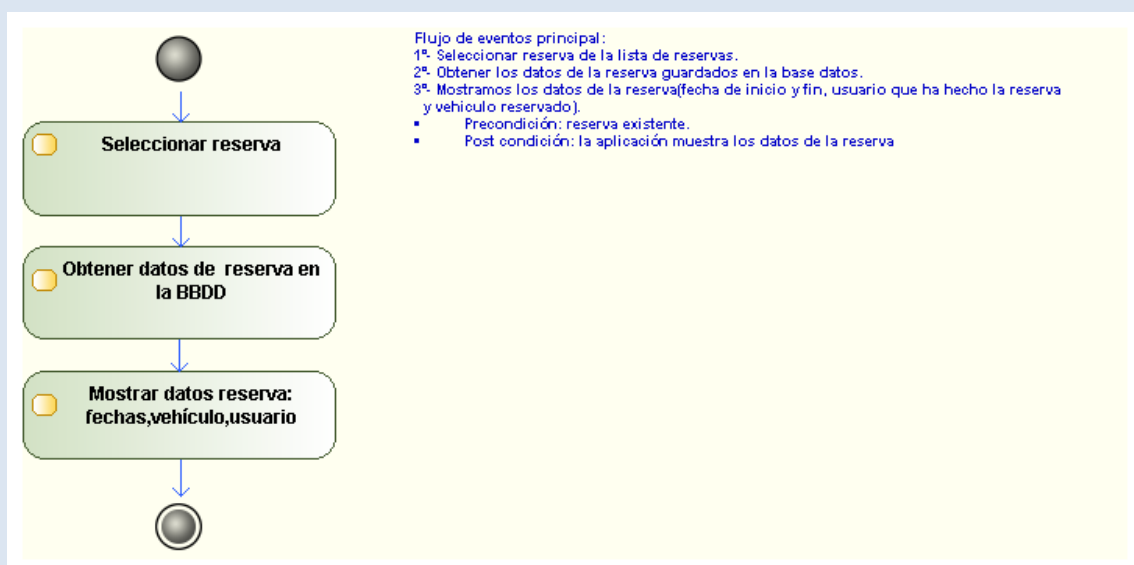 Flujo de eventos principal:
1º- Seleccionar reserva de la lista de reservas.
2º- Obtener los datos de la reserva guardados en la base datos.
3º- Mostramos los datos de la reserva(fecha de inicio y fin, usuario que ha hecho la reserva
y vehiculo reservado).
▪ Precondición: reserva existente.
▪ Post condición: la aplicación muestra los datos de la reserva
Seleccionar reserva
Obtener datos de reserva en
la BBDD
Mostrar datos reserva:
fechas,vehículo,usuario